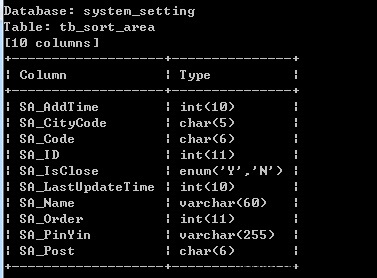 Database: system_setting
Table: tb_sort_area
[10 columns]
+------------------+---------------+
| Column | Type |
+------------------+---------------+
| SA_AddTime | int(10) |
| SA_CityCode | char(5) |
| SA_Code | char(6) |
| SA_ID | int(11) |
| SA_IsClose | enum('Y','N') |
| SA_LastUpdateTime | int(10) |
| SA_Name | varchar(60) |
| SA_Order | int(11) |
| SA_PinYin | varchar(255) |
| SA_Post | char(6) |
+------------------+---------------+